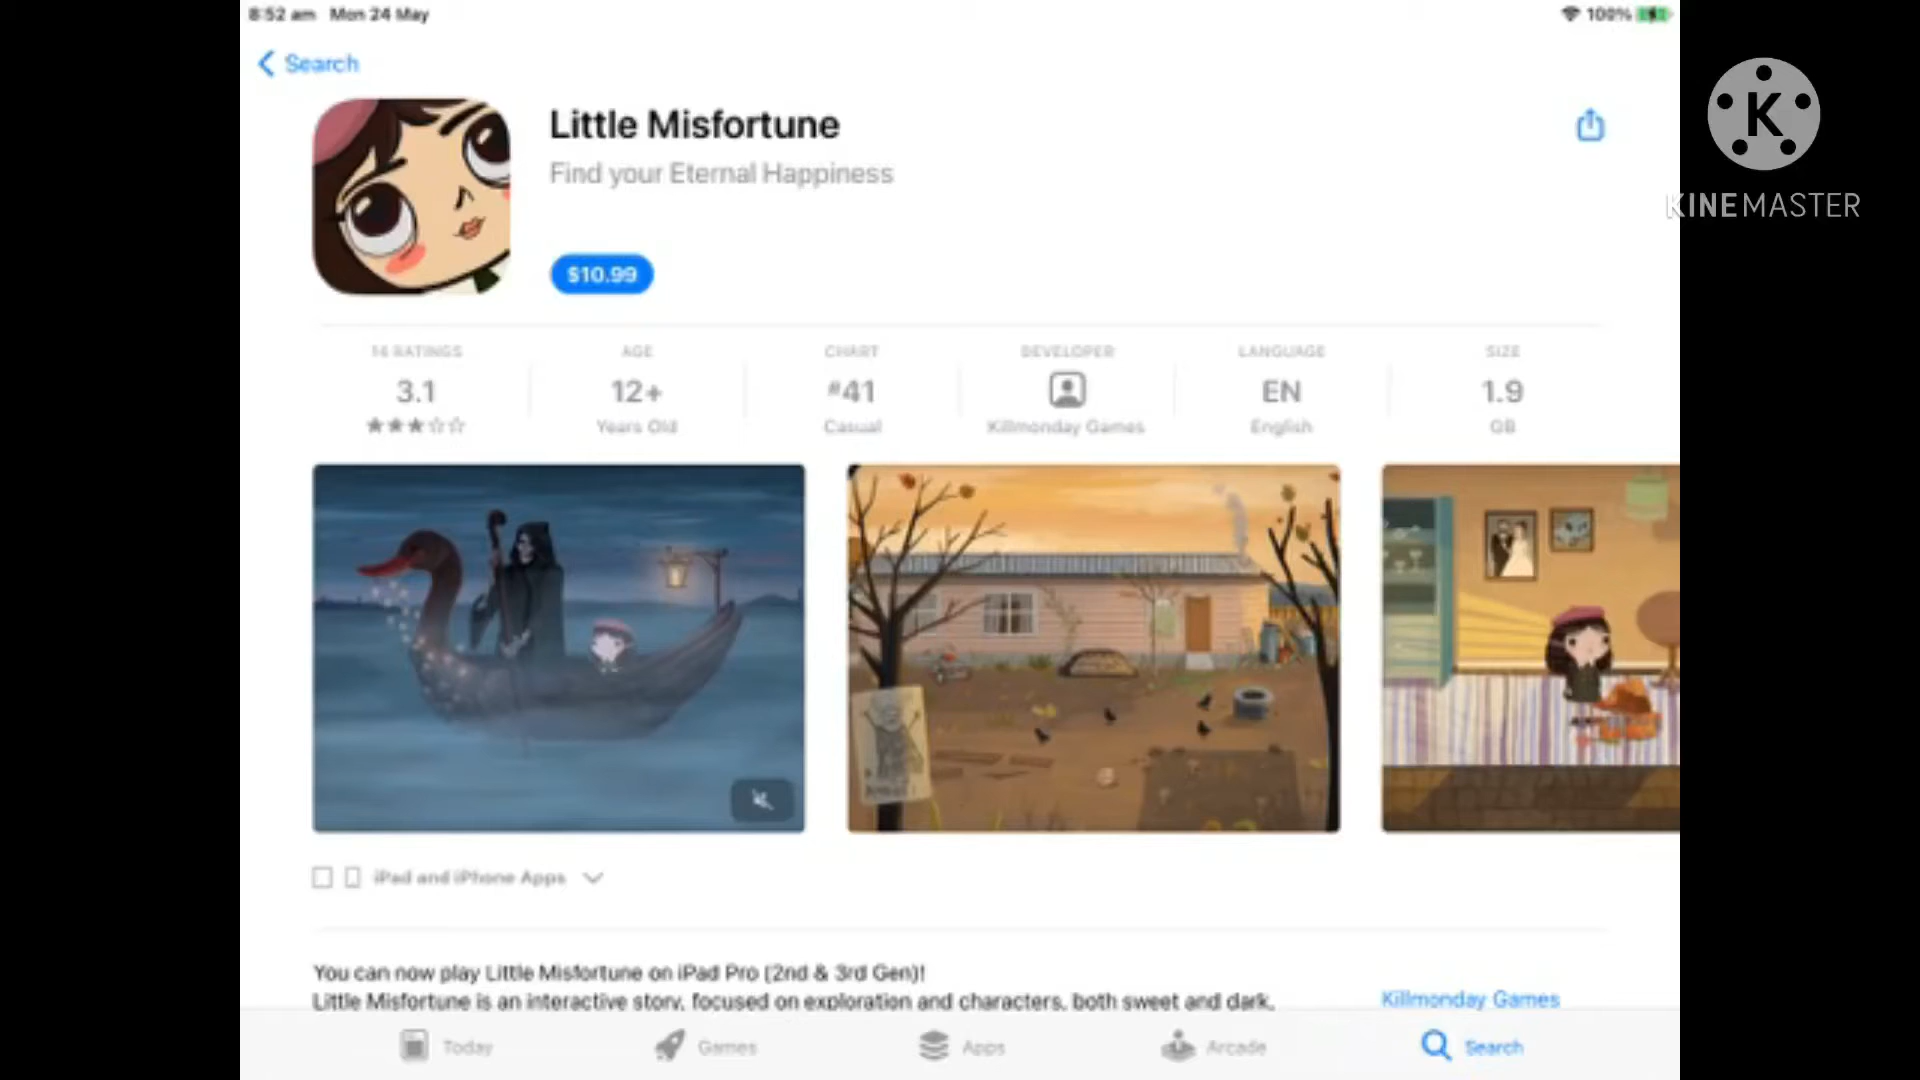 8:52 am Mon 24 May
100%
Search
Little Misfortune
Find your Eternal Happiness
$10.99
K
KINEMASTER
14 RATINGS
3.1
AGE
12+
Years Old
CHART
#41
Casual
DEVELOPER
Killmonday Games
LANGUAGE
EN
English
SIZE
1.9
GB
iPad and iPhone Apps
You can now play Little Misfortune on iPad Pro (2nd & 3rd Gen)!
Little Misfortune is an interactive story, focused on exploration and characters, both sweet and dark,
Killmonday Games
Today
Games
Apps
Arcade
Search